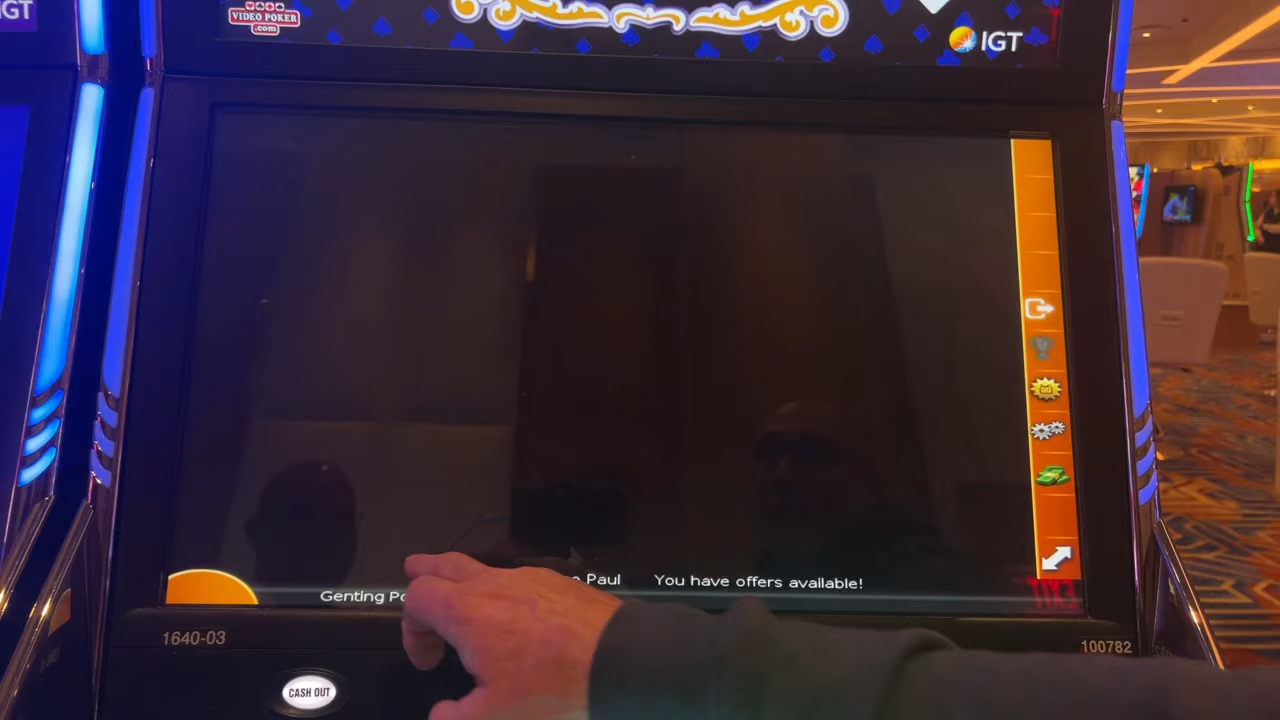 IGT
VIDEO POKER
.com
IGT
Paul You have offers available!
Genting
1640-03
100782
CASH OUT